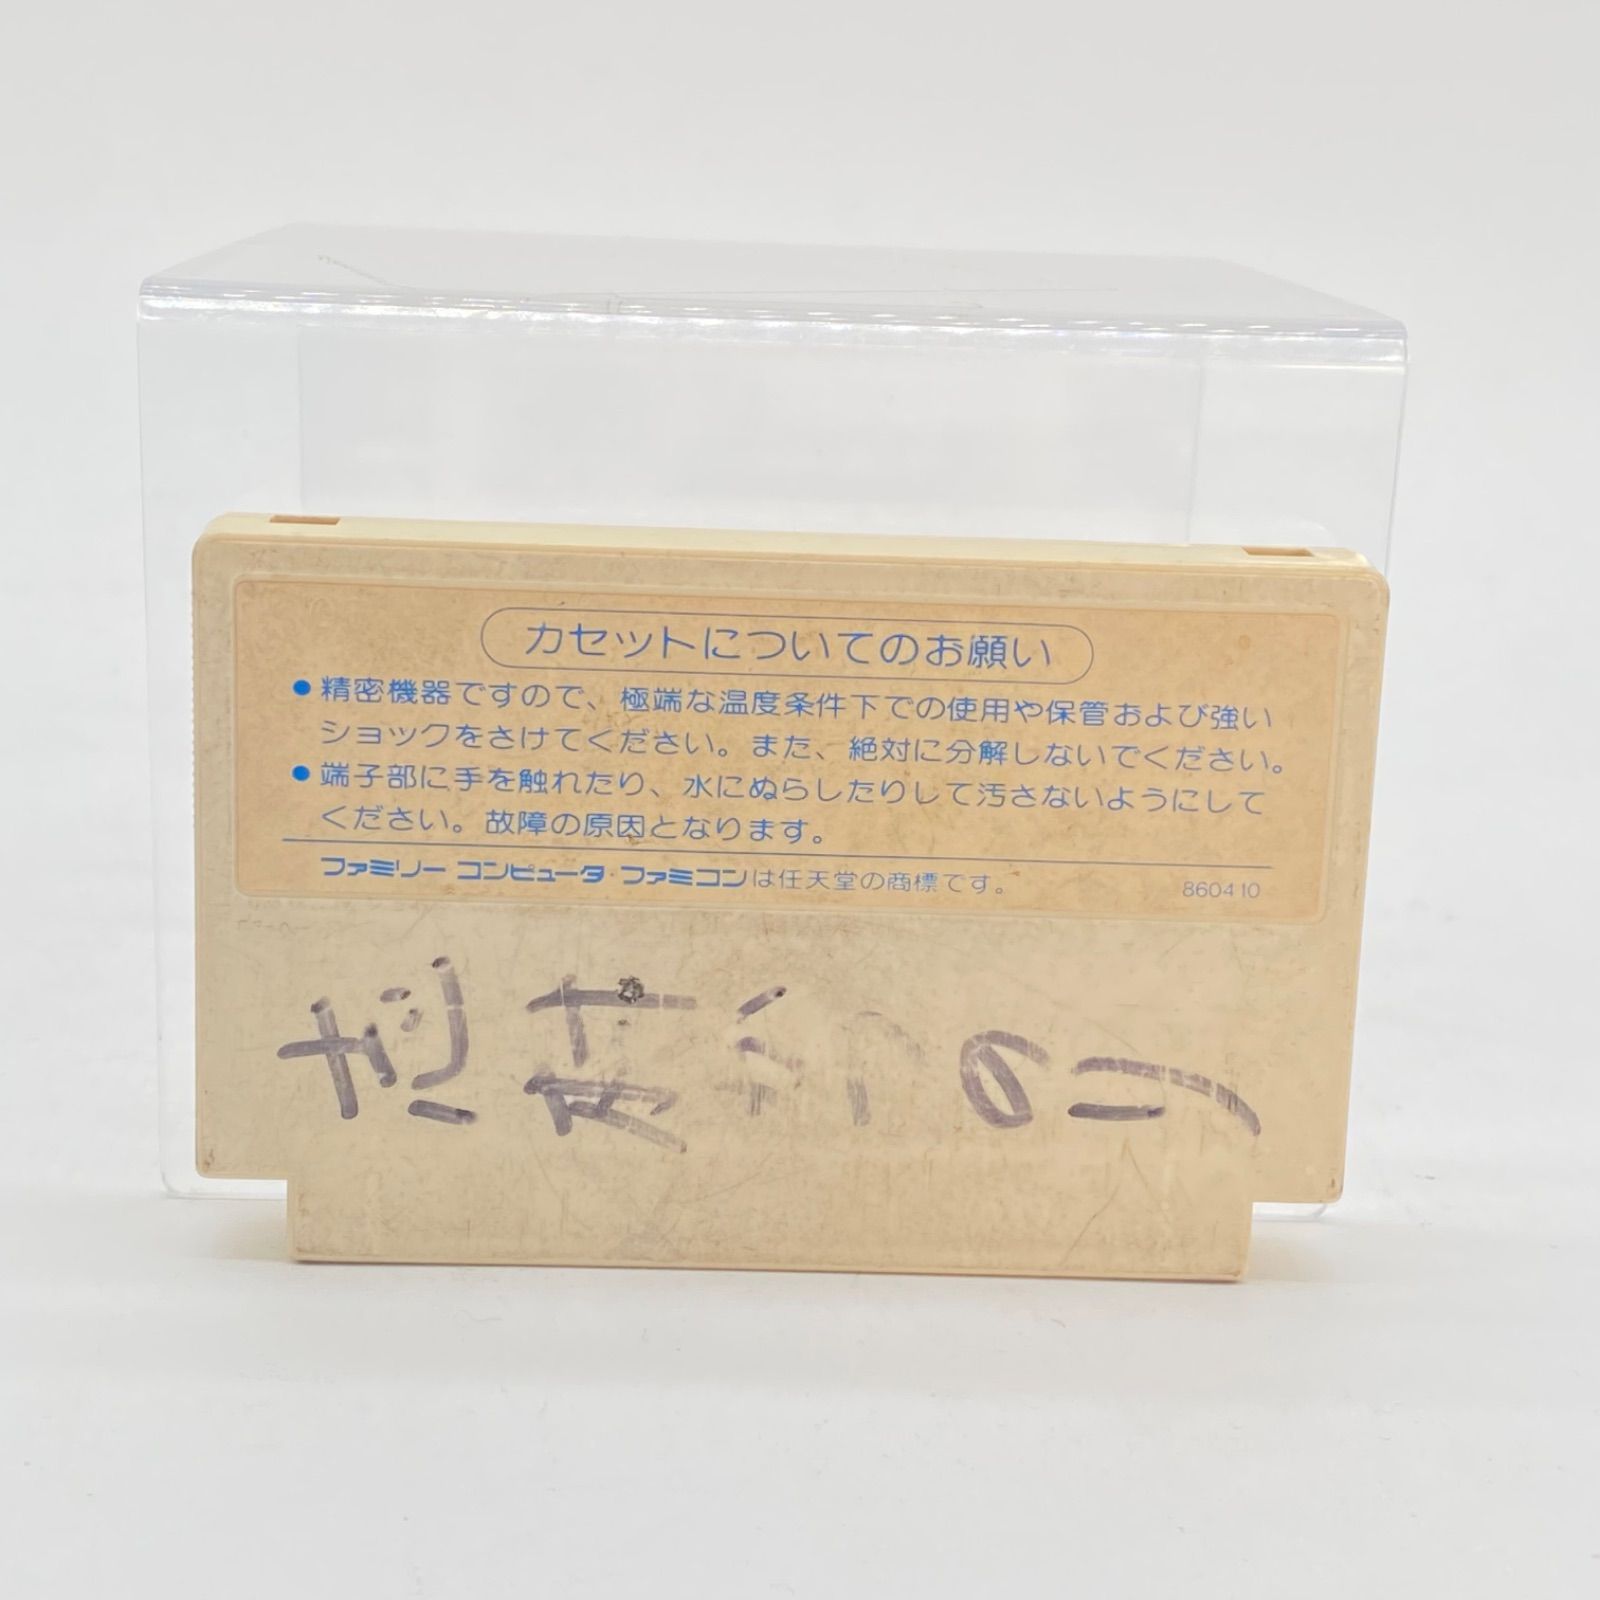 カセットについてのお願い
●精密機器ですので、極端な温度条件下での使用や保管および強い
ショックをさけてください。また、絶対に分解しないでください。
●端子部に手を触れたり、水にぬらしたりして汚さないようにして
ください。故障の原因となります。
ファミリー コンピュータ・ファミコンは任天堂の商標です。 860410